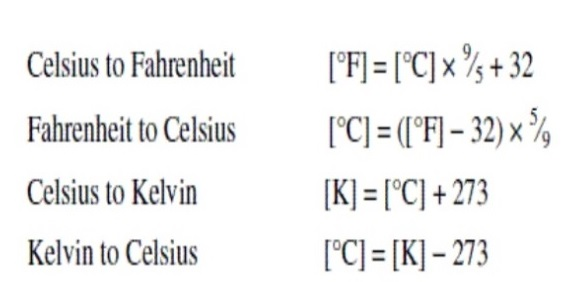 Celsius to Fahrenheit [°F] = [°C] × 9/5 + 32
Fahrenheit to Celsius [°C] = ([°F] – 32) × 5/9
Celsius to Kelvin [K] = [°C] + 273
Kelvin to Celsius [°C] = [K] – 273